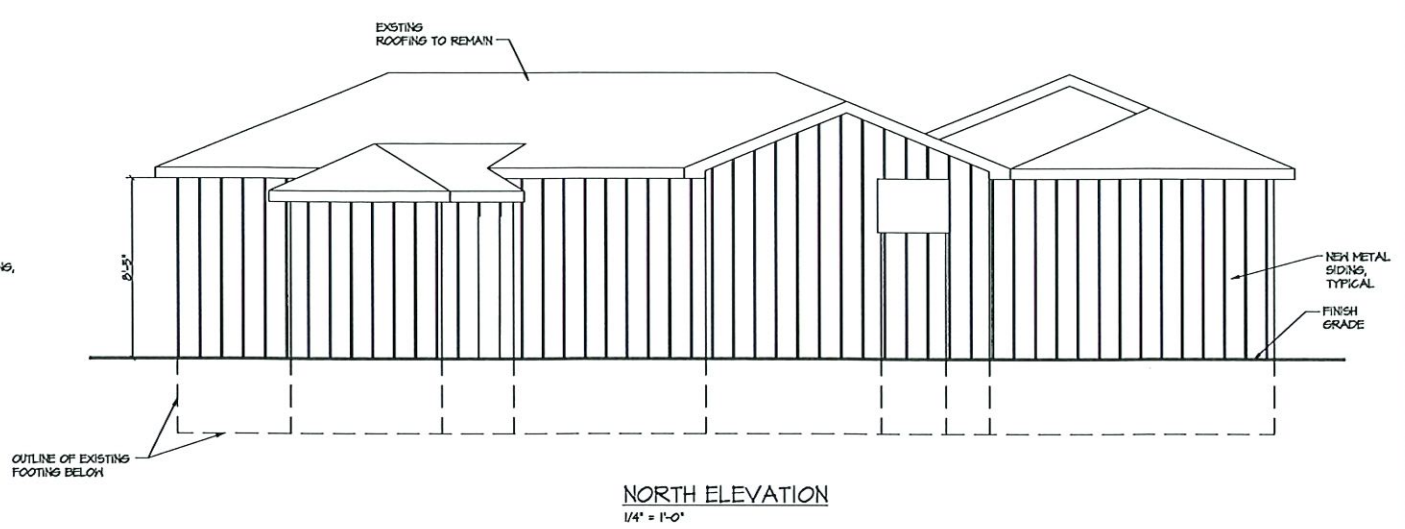 EXSTING
ROOFING TO REMAIN
8'-5"
NEW METAL
SIDING,
TYPICAL
FINISH
GRADE
OUTLINE OF EXISTING
FOOTING BELOW
NORTH ELEVATION
1/4" = 1'-0"